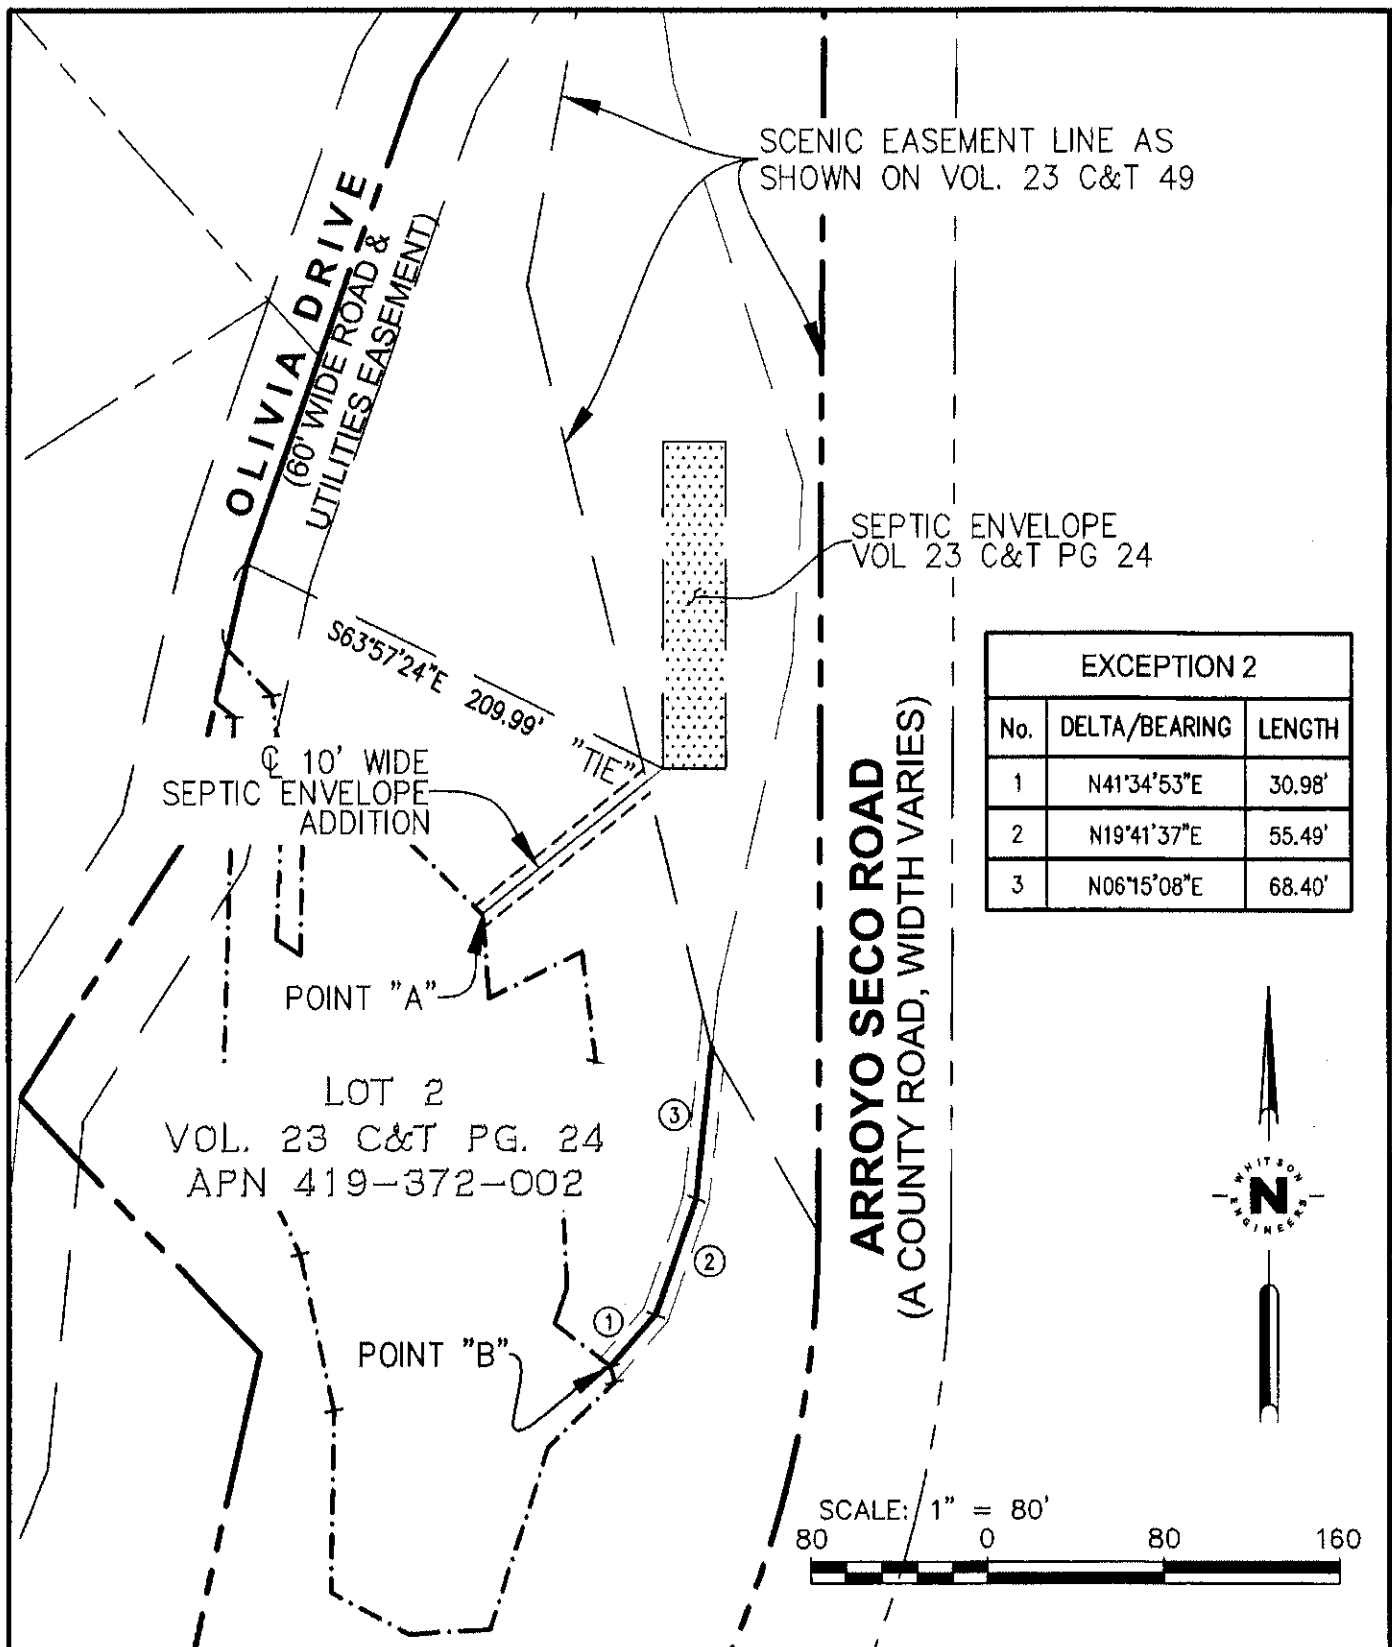 SCENIC EASEMENT LINE AS
SHOWN ON VOL. 23 C&T 49
OLIVIA DRIVE
(60' WIDE ROAD &
UTILITIES EASEMENT)
SEPTIC ENVELOPE
VOL 23 C&T PG 24
S63°57'24"E 209.99' "TIE"
EXCEPTION 2
No. DELTA/BEARING LENGTH
1 N41°34'53"E 30.98'
2 N19°41'37"E 55.49'
3 N06°15'08"E 68.40'
℄ 10' WIDE
SEPTIC ENVELOPE
ADDITION
ARROYO SECO ROAD
(A COUNTY ROAD, WIDTH VARIES)
POINT "A"
LOT 2
VOL. 23 C&T PG. 24
APN 419-372-002
3
2
1
POINT "B"
WHITSON
N
ENGINEERS
SCALE: 1" = 80'
80 0 80 160